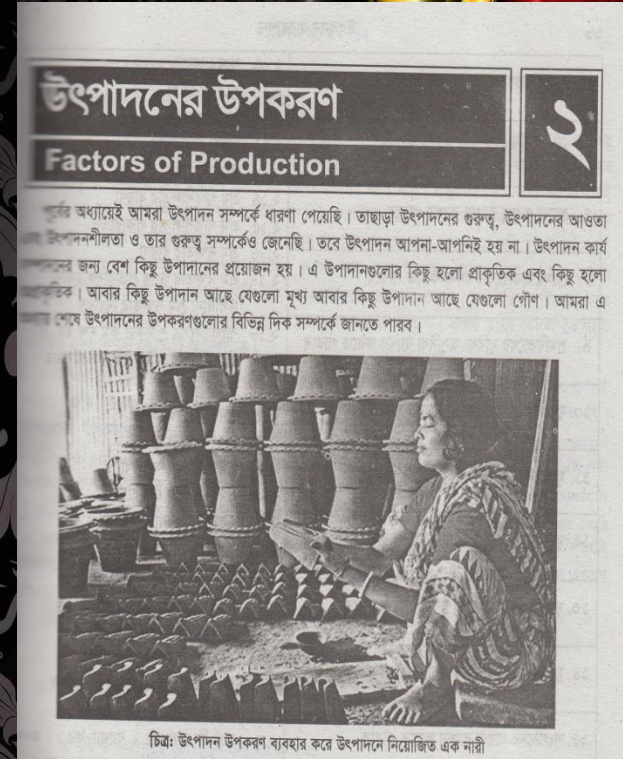 উৎপাদনের উপকরণ
২
Factors of Production
অধ্যায়েই আমরা উৎপাদন সম্পর্কে ধারণা পেয়েছি। তাছাড়া উৎপাদনের গুরুত্ব, উৎপাদনের আওতা
উৎপাদনশীলতা ও তার গুরুত্ব সম্পর্কেও জেনেছি। তবে উৎপাদন আপনা-আপনিই হয় না। উৎপাদন কার্য
জন্য বেশ কিছু উপাদানের প্রয়োজন হয়। এ উপাদানগুলোর কিছু হলো প্রাকৃতিক এবং কিছু হলো
। আবার কিছু উপাদান আছে যেগুলো মুখ্য আবার কিছু উপাদান আছে যেগুলো গৌণ। আমরা এ
শেষে উৎপাদনের উপকরণগুলোর বিভিন্ন দিক সম্পর্কে জানতে পারব।
চিত্র: উৎপাদন উপকরণ ব্যবহার করে উৎপাদনে নিয়োজিত এক নারী